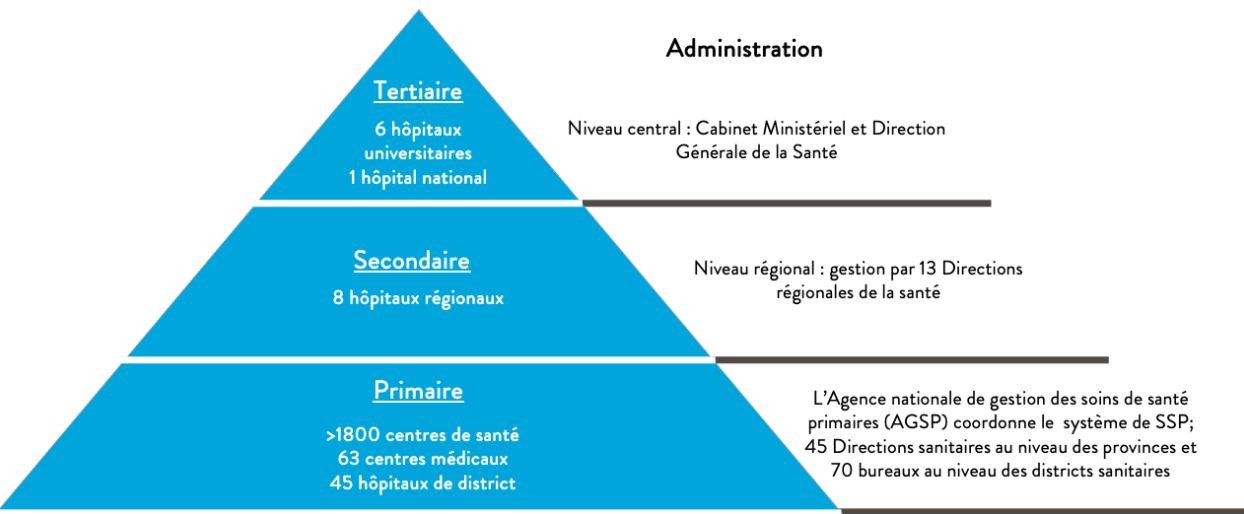 Administration
Tertiaire
6 hôpitaux
universitaires
1 hôpital national
Niveau central : Cabinet Ministériel et Direction
Générale de la Santé
Secondaire
8 hôpitaux régionaux
Niveau régional : gestion par 13 Directions
régionales de la santé
Primaire
>1800 centres de santé
63 centres médicaux
45 hôpitaux de district
L’Agence nationale de gestion des soins de santé
primaires (AGSP) coordonne le système de SSP;
45 Directions sanitaires au niveau des provinces et
70 bureaux au niveau des districts sanitaires